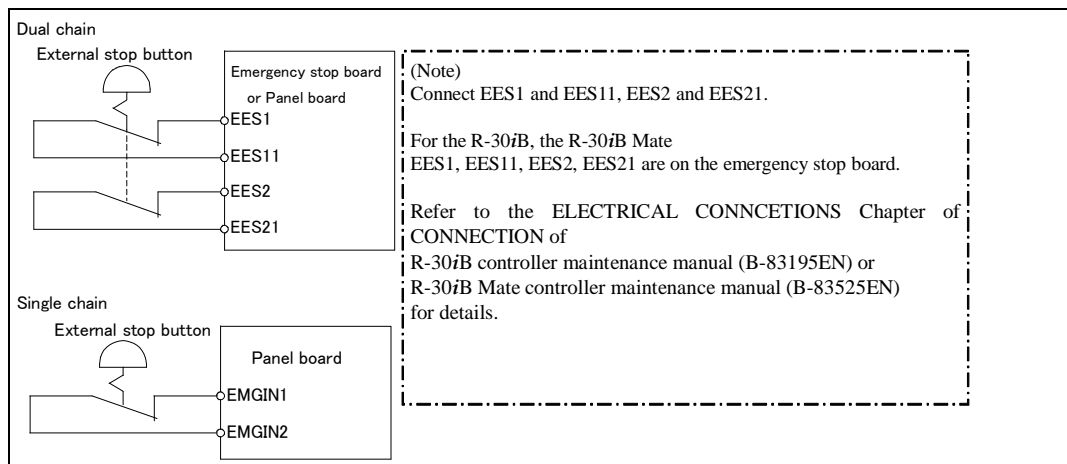 Dual chain
External stop button
Emergency stop board
or Panel board
EES1
EES11
EES2
EES21
Single chain
External stop button
Panel board
EMGIN1
EMGIN2
(Note)
Connect EES1 and EES11, EES2 and EES21.
For the R-30iB, the R-30iB Mate
EES1, EES11, EES2, EES21 are on the emergency stop board.
Refer to the ELECTRICAL CONNCETIONS Chapter of
CONNECTION of
R-30iB controller maintenance manual (B-83195EN) or
R-30iB Mate controller maintenance manual (B-83525EN)
for details.